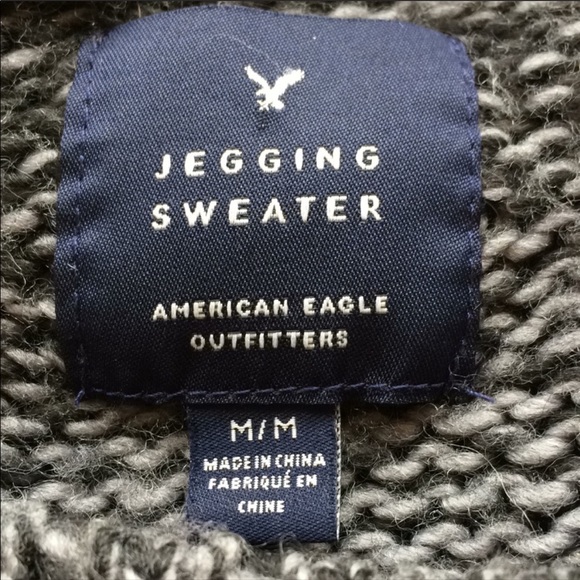 JEGGING
SWEATER
AMERICAN EAGLE
OUTFITTERS
M/M
MADE IN CHINA
FABRIQUÉ EN
CHINE